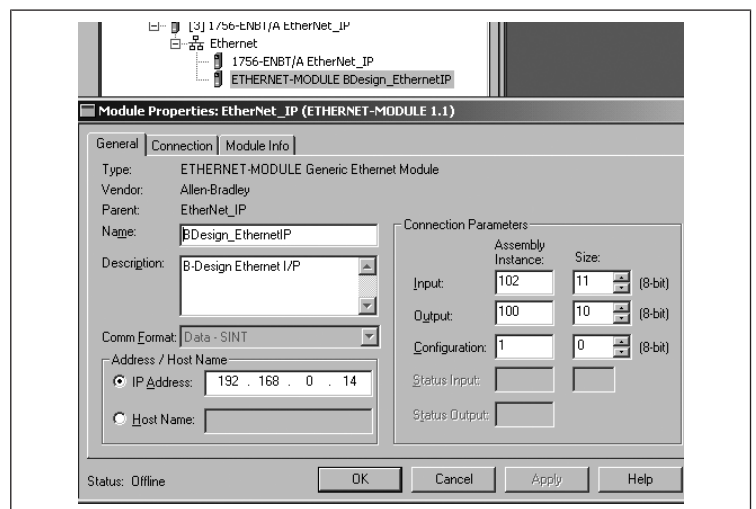 [3] 1756-ENBT/A EtherNet_IP
Ethernet
1756-ENBT/A EtherNet_IP
ETHERNET-MODULE BDesign_EthernetIP
Module Properties: EtherNet_IP (ETHERNET-MODULE 1.1)
General Connection Module Info
Type: ETHERNET-MODULE Generic Ethernet Module
Vendor: Allen-Bradley
Parent: EtherNet_IP
Name: BDesign_EthernetIP
Description: B-Design Ethernet I/P
Comm Format: Data - SINT
Address / Host Name
IP Address: 192 . 168 . 0 . 14
Host Name:
Connection Parameters
Assembly Instance: Size:
Input: 102 11 (8-bit)
Output: 100 10 (8-bit)
Configuration: 1 0 (8-bit)
Status Input:
Status Output:
Status: Offline
OK Cancel Apply Help